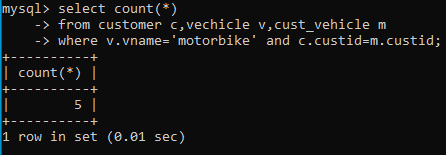 mysql> select count(*)
    -> from customer c,vechicle v,cust_vehicle m
    -> where v.vname='motorbike' and c.custid=m.custid;
+----------+
| count(*) |
+----------+
|        5 |
+----------+
1 row in set (0.01 sec)